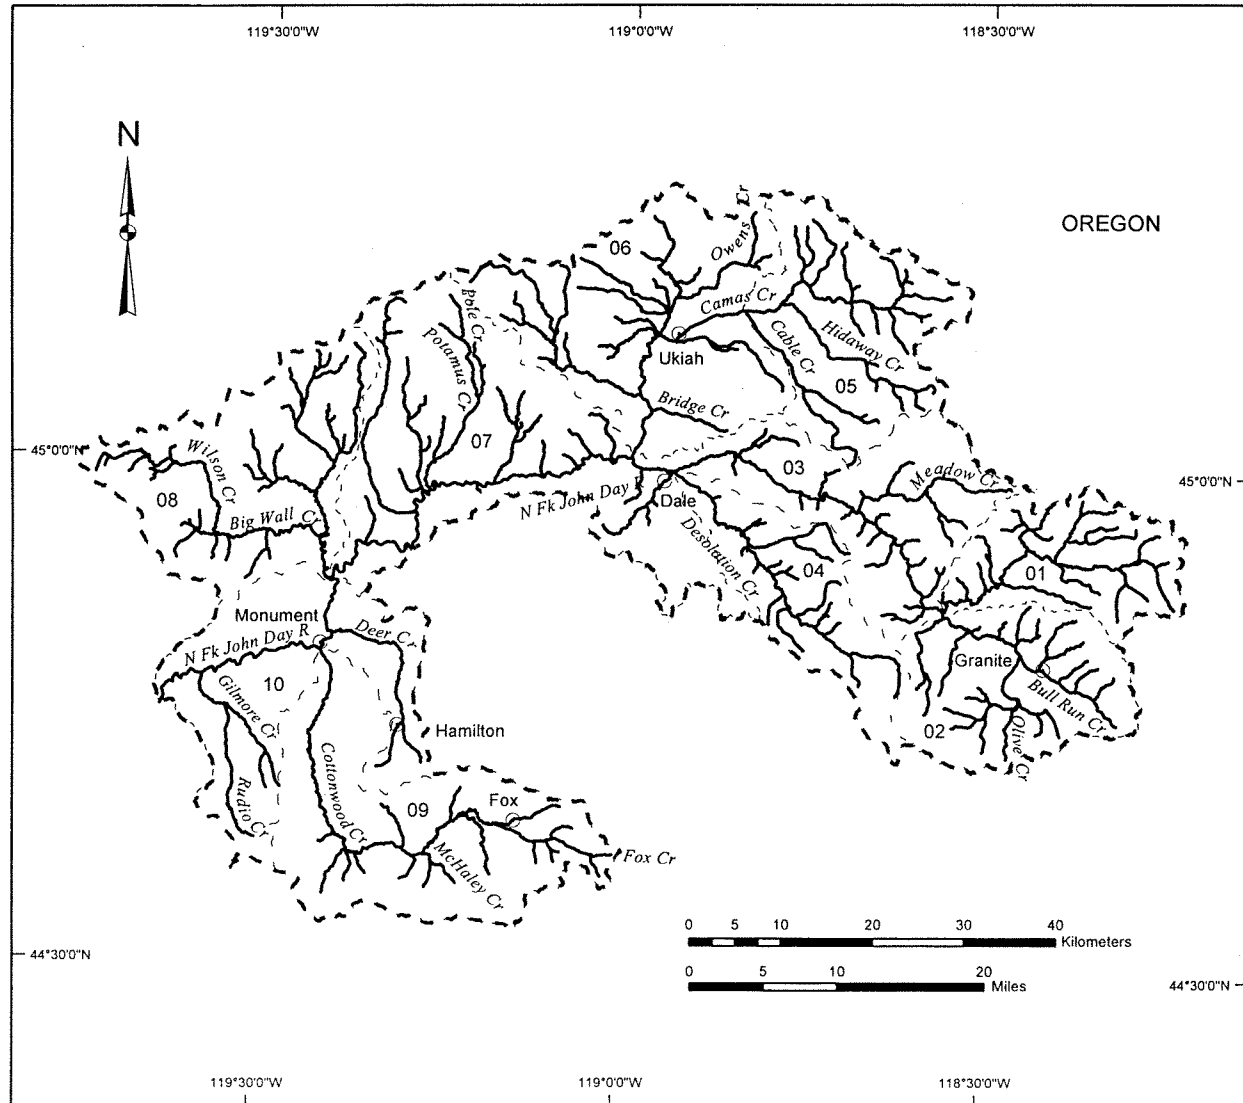 119°30'0"W
119°0'0"W
118°30'0"W
N
OREGON
06
Owens Cr
Camas Cr
Pole Cr
Potamus Cr
Ukiah
Cable Cr
Hidaway Cr
05
Bridge Cr
07
45°0'0"N
Wilson Cr
03
Meadow Cr
45°0'0"N
08
N Fk John Day R
Dale
Big Wall Cr
Desolation Cr
04
01
Monument
Deer Cr
N Fk John Day R
Granite
10
Gilmore Cr
Bull Run Cr
Hamilton
02
Olive Cr
Cottonwood Cr
Rudio Cr
09
Fox
McHaley Cr
Fox Cr
0 5 10 20 30 40
Kilometers
44°30'0"N
0 5 10 20
Miles
44°30'0"N
119°30'0"W
119°0'0"W
118°30'0"W